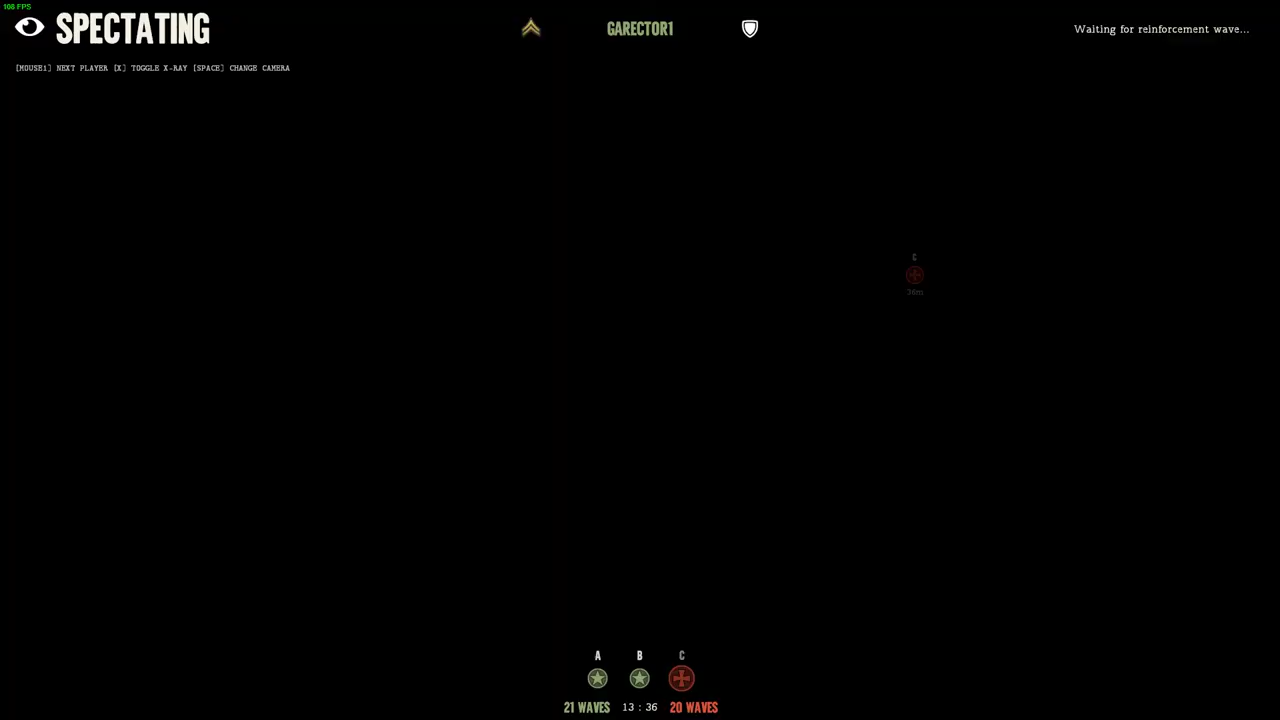 108 FPS
SPECTATING
GARECTOR1
Waiting for reinforcement wave...
[MOUSE1] NEXT PLAYER [X] TOGGLE X-RAY [SPACE] CHANGE CAMERA
C
36m
A B C
21 WAVES 13 : 36 20 WAVES